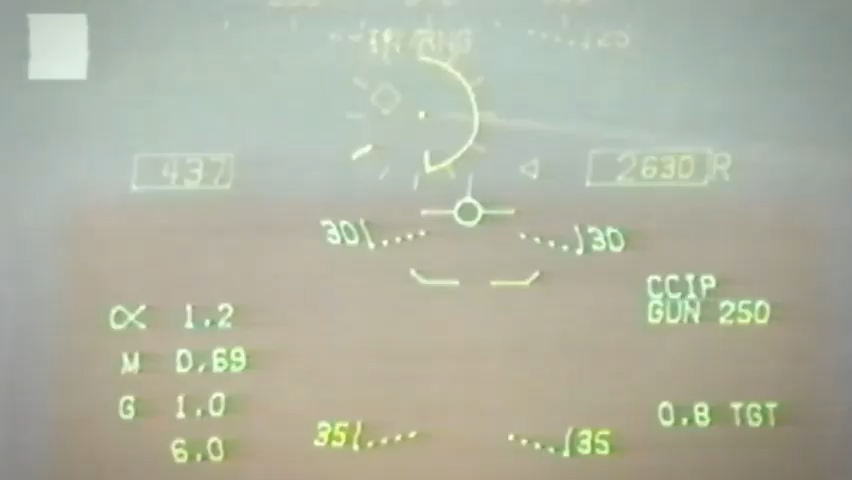 437
2630 R
30 30
CCIP
GUN 250
α 1.2
M 0.69
G 1.0
6.0
0.8 TGT
35 35